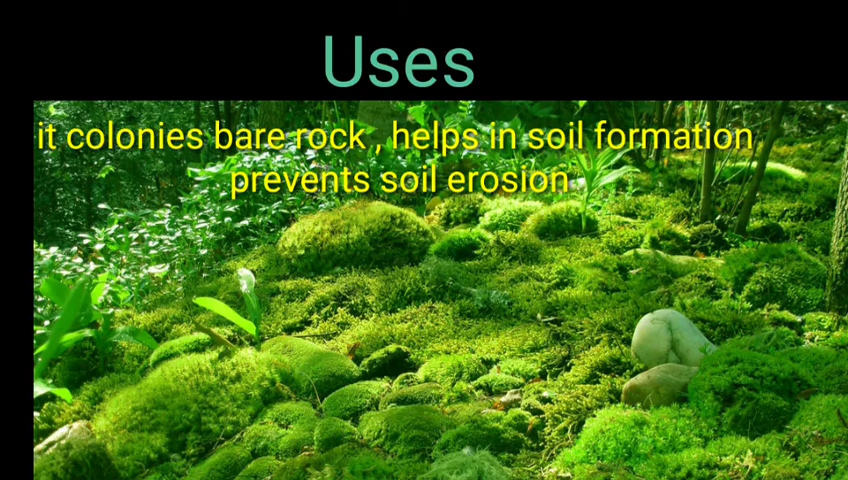 Uses
it colonies bare rock , helps in soil formation
prevents soil erosion